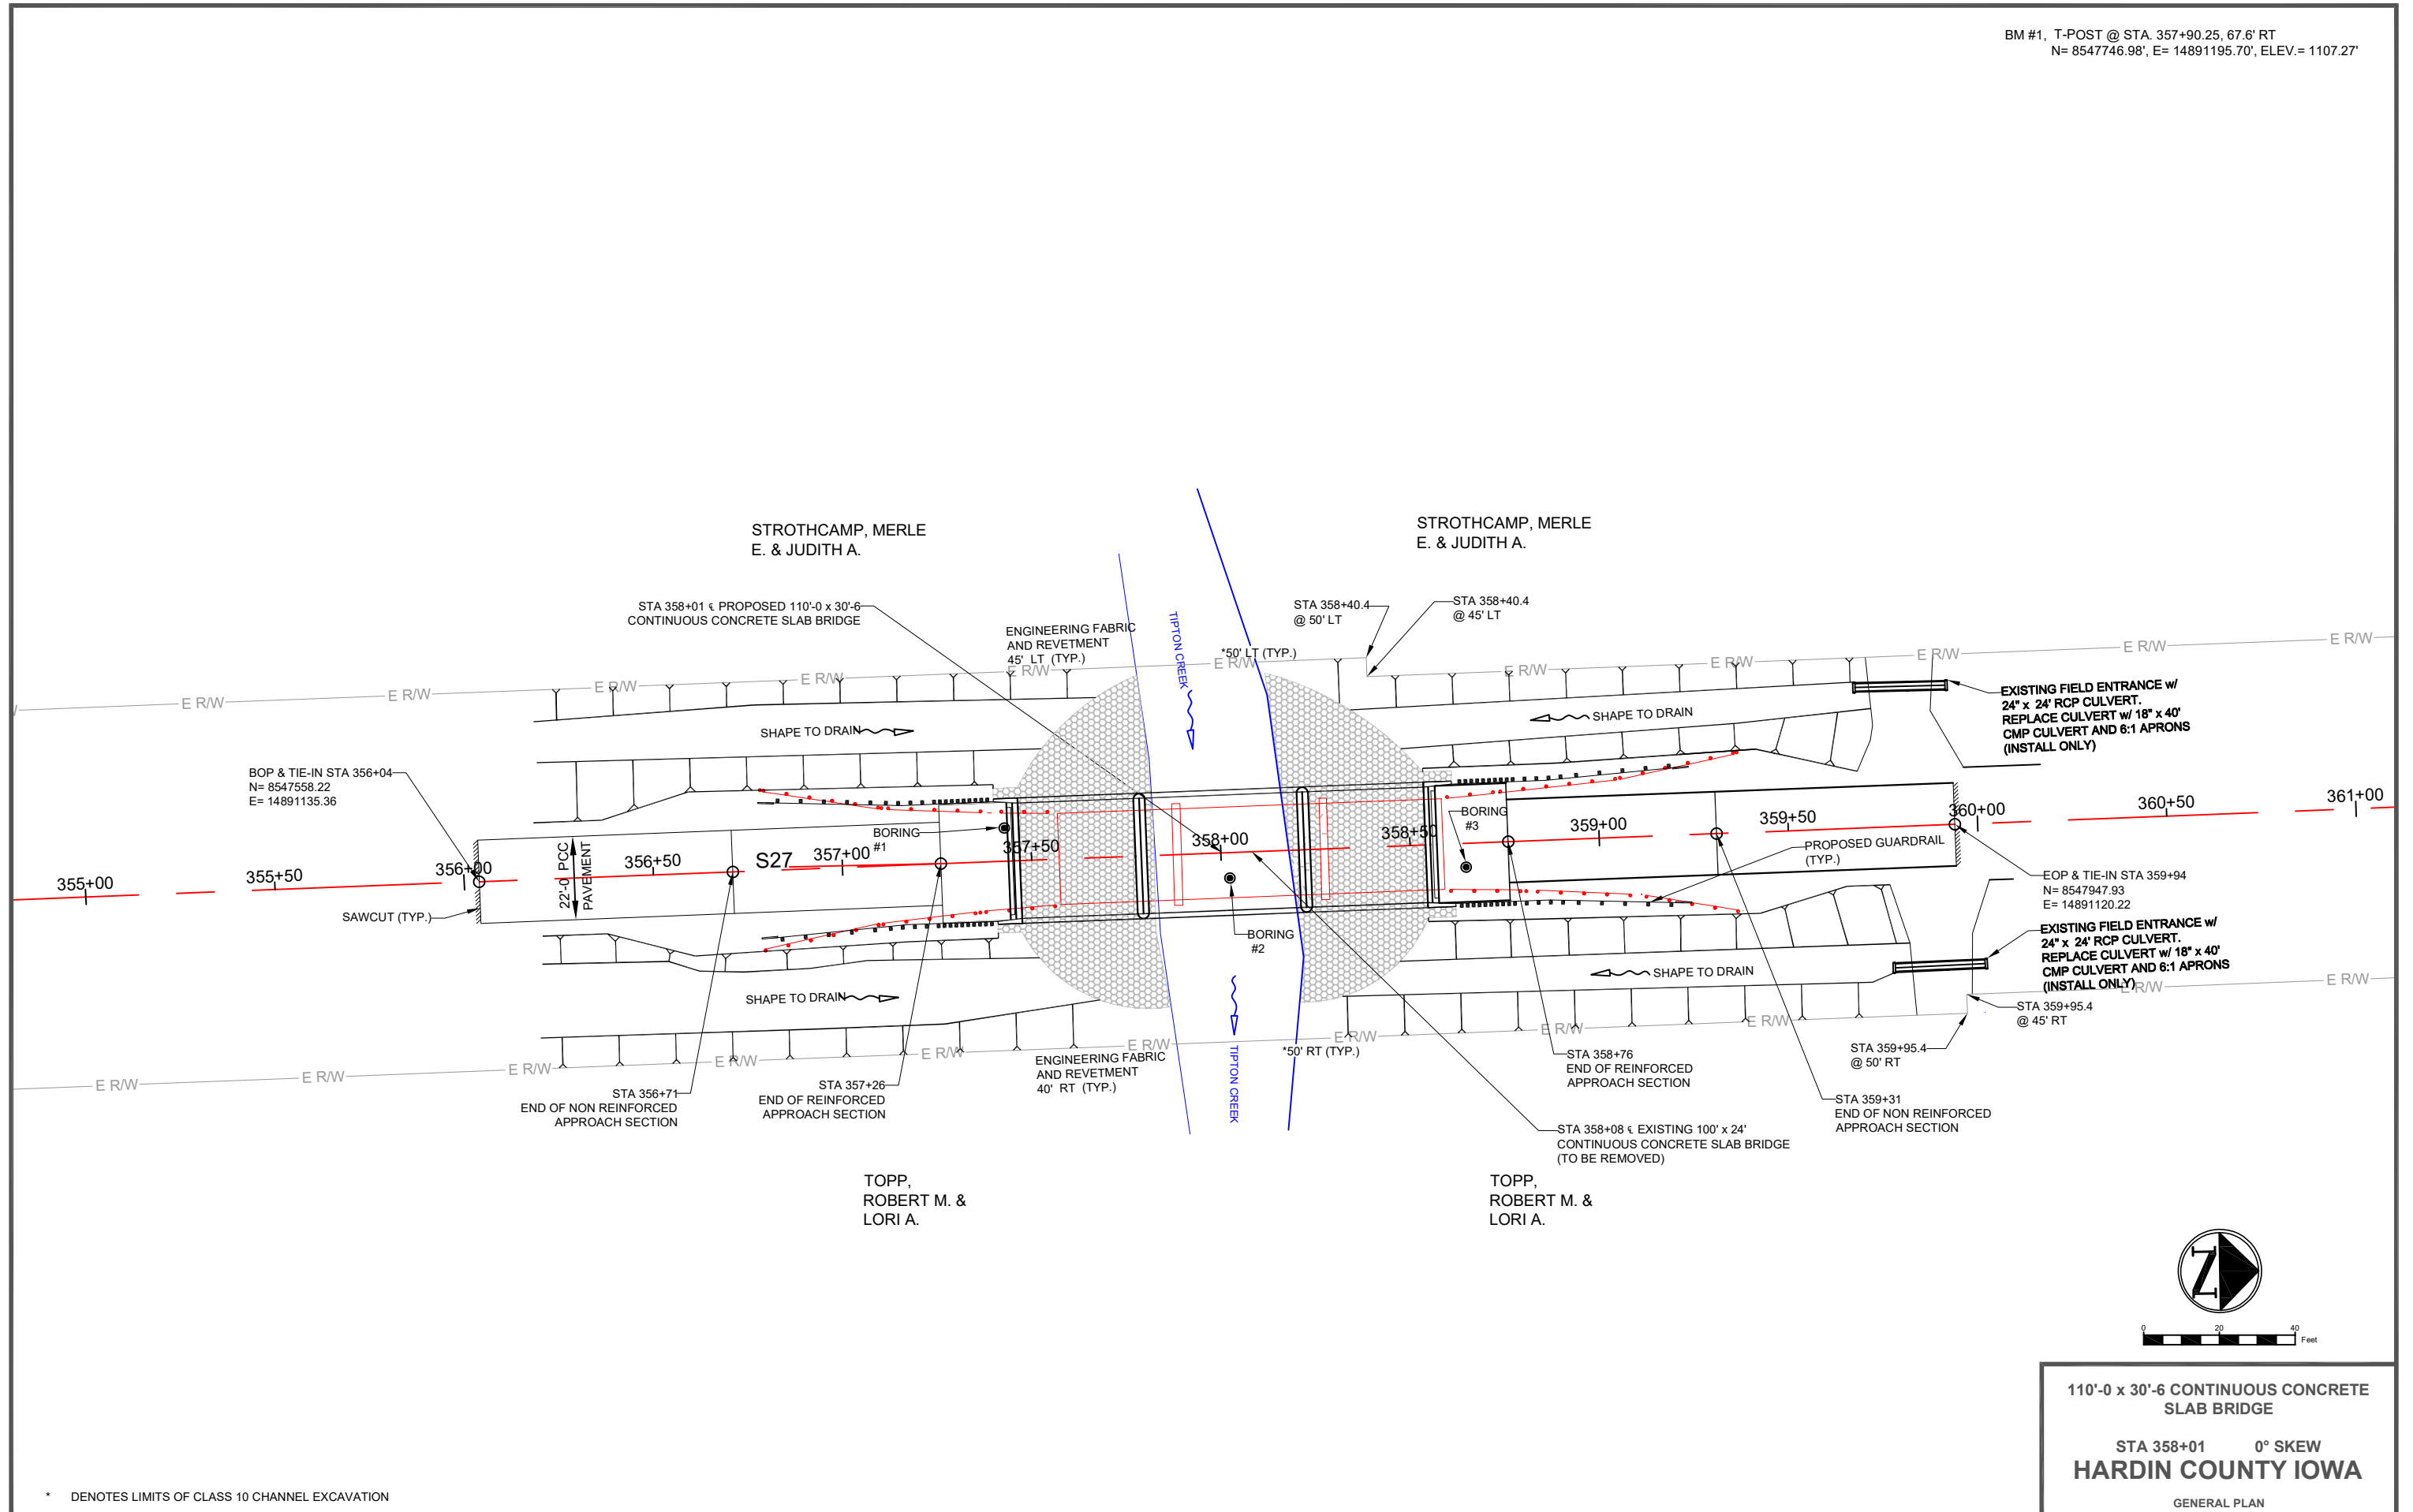 BM #1,  T-POST @ STA. 357+90.25, 67.6' RT
N= 8547746.98', E= 14891195.70', ELEV.= 1107.27'
STROTHCAMP, MERLE
E. & JUDITH A.
STROTHCAMP, MERLE
E. & JUDITH A.
STA 358+01 ℄ PROPOSED 110'-0 x 30'-6
CONTINUOUS CONCRETE SLAB BRIDGE
ENGINEERING FABRIC
AND REVETMENT
45'  LT  (TYP.)
TIPTON CREEK
*50' LT (TYP.)
STA 358+40.4
@ 50' LT
STA 358+40.4
@ 45' LT
E R/W
E R/W
E R/W
E R/W
E R/W
E R/W
E R/W
E R/W
E R/W
E R/W
E R/W
SHAPE TO DRAIN
SHAPE TO DRAIN
EXISTING FIELD ENTRANCE w/
24" x  24' RCP CULVERT.
REPLACE CULVERT w/ 18" x 40'
CMP CULVERT AND 6:1 APRONS
(INSTALL ONLY)
BOP & TIE-IN STA 356+04
N= 8547558.22
E= 14891135.36
BORING
#1
BORING
#3
355+00
355+50
356+00
356+50
S27
357+00
357+50
358+00
358+50
359+00
359+50
360+00
360+50
361+00
22'-0 PCC
PAVEMENT
SAWCUT (TYP.)
PROPOSED GUARDRAIL
(TYP.)
EOP & TIE-IN STA 359+94
N= 8547947.93
E= 14891120.22
BORING
#2
EXISTING FIELD ENTRANCE w/
24" x  24' RCP CULVERT.
REPLACE CULVERT w/ 18" x 40'
CMP CULVERT AND 6:1 APRONS
(INSTALL ONLY)
SHAPE TO DRAIN
SHAPE TO DRAIN
E R/W
E R/W
E R/W
E R/W
E R/W
E R/W
E R/W
E R/W
E R/W
E R/W
E R/W
STA 359+95.4
@ 45' RT
STA 359+95.4
@ 50' RT
*50' RT (TYP.)
ENGINEERING FABRIC
AND REVETMENT
40'  RT  (TYP.)
TIPTON CREEK
STA 356+71
END OF NON REINFORCED
APPROACH SECTION
STA 357+26
END OF REINFORCED
APPROACH SECTION
STA 358+76
END OF REINFORCED
APPROACH SECTION
STA 359+31
END OF NON REINFORCED
APPROACH SECTION
STA 358+08 ℄ EXISTING 100' x 24'
CONTINUOUS CONCRETE SLAB BRIDGE
(TO BE REMOVED)
TOPP,
ROBERT M. &
LORI A.
TOPP,
ROBERT M. &
LORI A.
N
0 20 40
Feet
110'-0 x 30'-6 CONTINUOUS CONCRETE
SLAB BRIDGE
STA 358+01 0° SKEW
HARDIN COUNTY IOWA
GENERAL PLAN
* DENOTES LIMITS OF CLASS 10 CHANNEL EXCAVATION